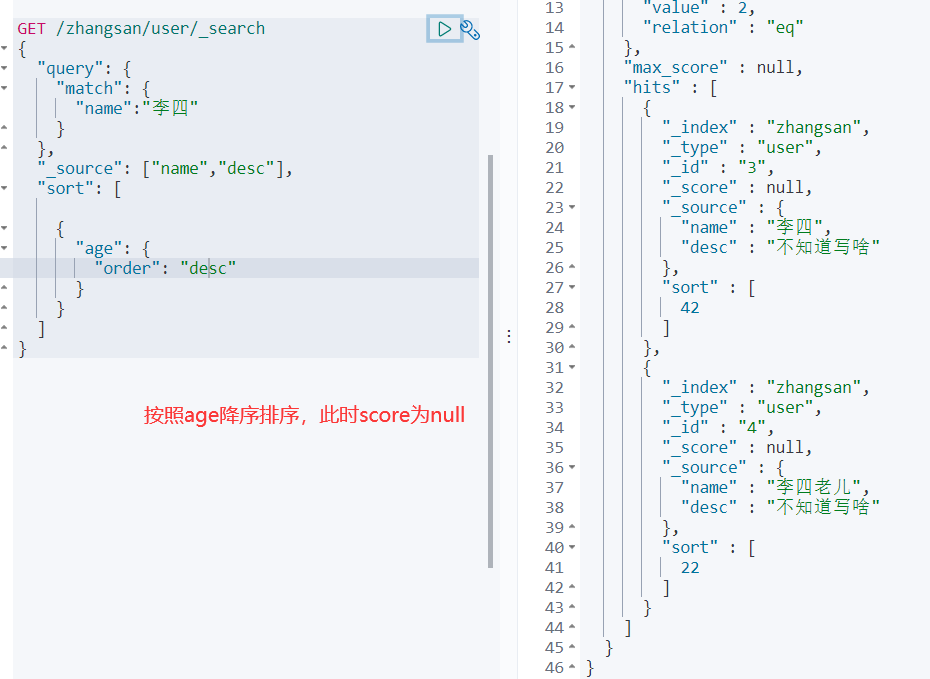 GET /zhangsan/user/_search
{
"query": {
"match": {
"name":"李四"
}
},
"_source": ["name","desc"],
"sort": [
{
"age": {
"order": "desc"
}
}
]
}
按照age降序排序，此时score为null
13 "value" : 2,
14 "relation" : "eq"
15 },
16 "max_score" : null,
17 "hits" : [
18 {
19 "_index" : "zhangsan",
20 "_type" : "user",
21 "_id" : "3",
22 "_score" : null,
23 "_source" : {
24 "name" : "李四",
25 "desc" : "不知道写啥"
26 },
27 "sort" : [
28 42
29 ]
30 },
31 {
32 "_index" : "zhangsan",
33 "_type" : "user",
34 "_id" : "4",
35 "_score" : null,
36 "_source" : {
37 "name" : "李四老儿",
38 "desc" : "不知道写啥"
39 },
40 "sort" : [
41 22
42 ]
43 }
44 ]
45 }
46 }